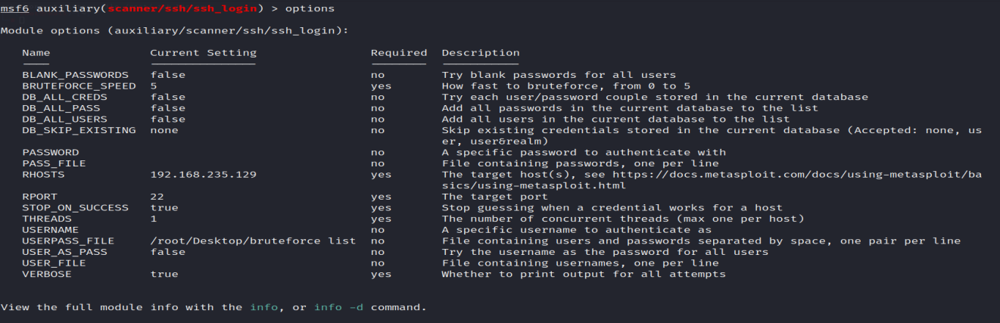 msf6 auxiliary(scanner/ssh/ssh_login) > options
Module options (auxiliary/scanner/ssh/ssh_login):
Name Current Setting Required Description
BLANK_PASSWORDS false no Try blank passwords for all users
BRUTEFORCE_SPEED 5 yes How fast to bruteforce, from 0 to 5
DB_ALL_CREDS false no Try each user/password couple stored in the current database
DB_ALL_PASS false no Add all passwords in the current database to the list
DB_ALL_USERS false no Add all users in the current database to the list
DB_SKIP_EXISTING none no Skip existing credentials stored in the current database (Accepted: none, us
er, user&realm)
PASSWORD no A specific password to authenticate with
PASS_FILE no File containing passwords, one per line
RHOSTS 192.168.235.129 yes The target host(s), see https://docs.metasploit.com/docs/using-metasploit/ba
sics/using-metasploit.html
RPORT 22 yes The target port
STOP_ON_SUCCESS true yes Stop guessing when a credential works for a host
THREADS 1 yes The number of concurrent threads (max one per host)
USERNAME no A specific username to authenticate as
USERPASS_FILE /root/Desktop/bruteforce list no File containing users and passwords separated by space, one pair per line
USER_AS_PASS false no Try the username as the password for all users
USER_FILE no File containing usernames, one per line
VERBOSE true yes Whether to print output for all attempts
View the full module info with the info, or info -d command.